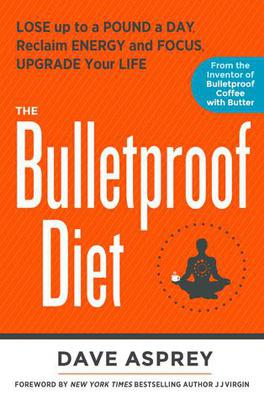 LOSE up to a POUND a DAY,
Reclaim ENERGY and FOCUS,
UPGRADE Your LIFE
From the
Inventor of
Bulletproof
Coffee
with Butter
THE
Bulletproof
Diet
DAVE ASPREY
FOREWORD BY NEW YORK TIMES BESTSELLING AUTHOR JJ VIRGIN